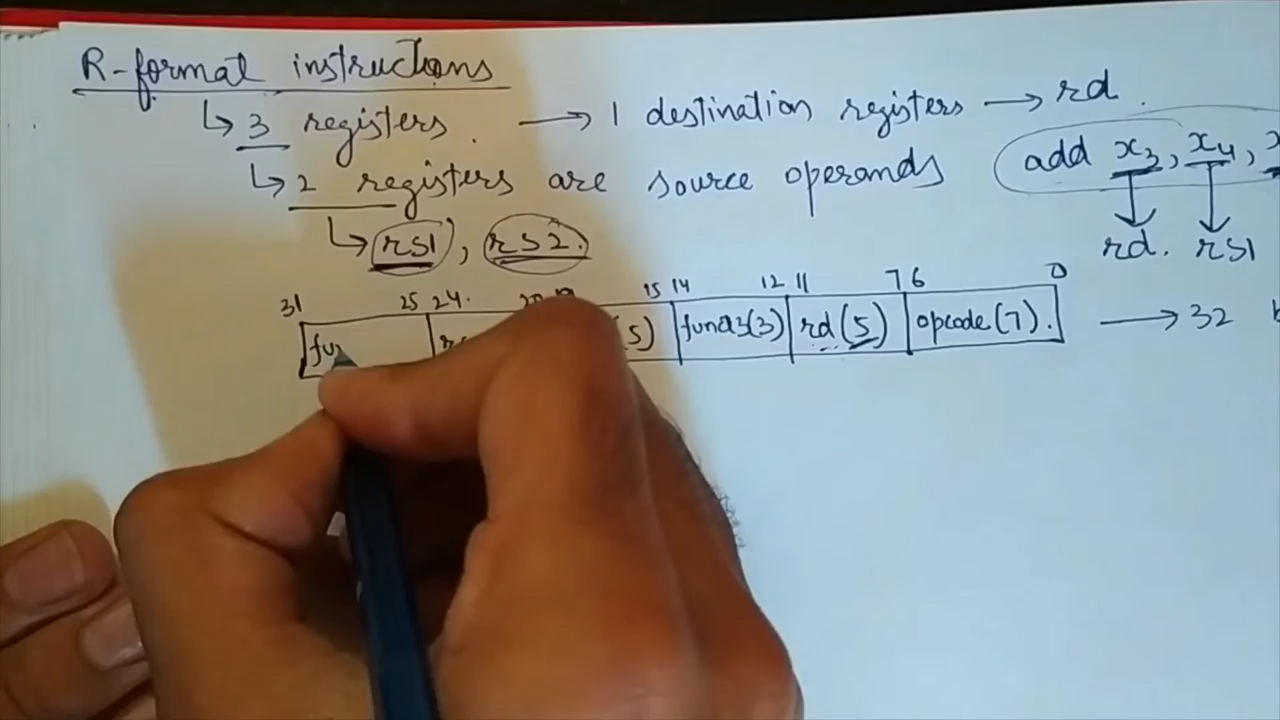 R-format instructions
↳ 3 registers. → 1 destination registers → rd.
↳ 2 registers are source operands add x3, x4,
↳ rs1, rs2. rd. rs1
31 25 24 15 14 12 11 7 6 0
(5) funct3(3) rd(5) opcode(7). → 32